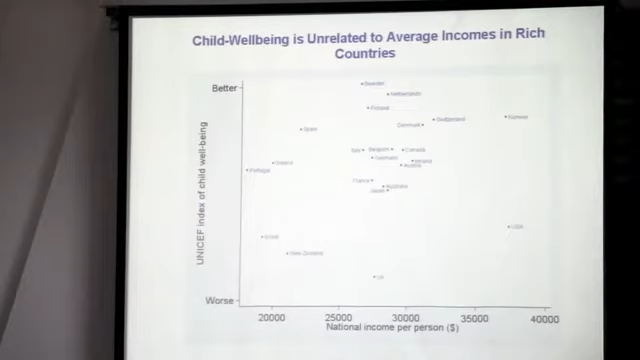 Child-Wellbeing is Unrelated to Average Incomes in Rich
Countries
Better
UNICEF index of child well-being
Worse
Sweden
Netherlands
Finland
Denmark
Switzerland
Norway
Spain
Italy
Belgium
Canada
Germany
Ireland
Austria
Greece
Portugal
France
Australia
Japan
Israel
USA
New Zealand
UK
20000
25000
30000
35000
40000
National income per person ($)